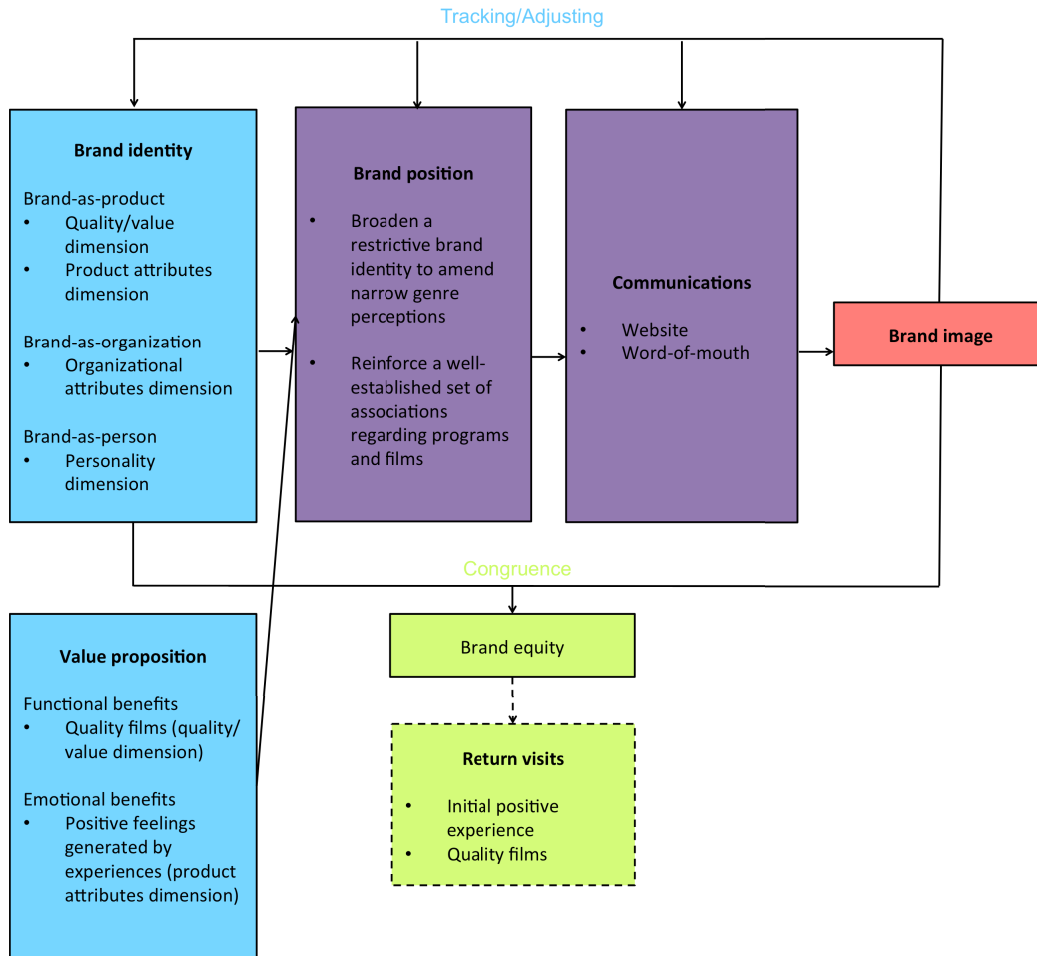 Tracking/Adjusting
Brand identity
Brand-as-product
• Quality/value
dimension
• Product attributes
dimension
Brand-as-organization
• Organizational
attributes dimension
Brand-as-person
• Personality
dimension
Brand position
• Broaden a
restrictive brand
identity to amend
narrow genre
perceptions
• Reinforce a well-
established set of
associations
regarding programs
and films
Communications
• Website
• Word-of-mouth
Brand image
Congruence
Value proposition
Functional benefits
• Quality films (quality/
value dimension)
Emotional benefits
• Positive feelings
generated by
experiences (product
attributes dimension)
Brand equity
Return visits
• Initial positive
experience
• Quality films